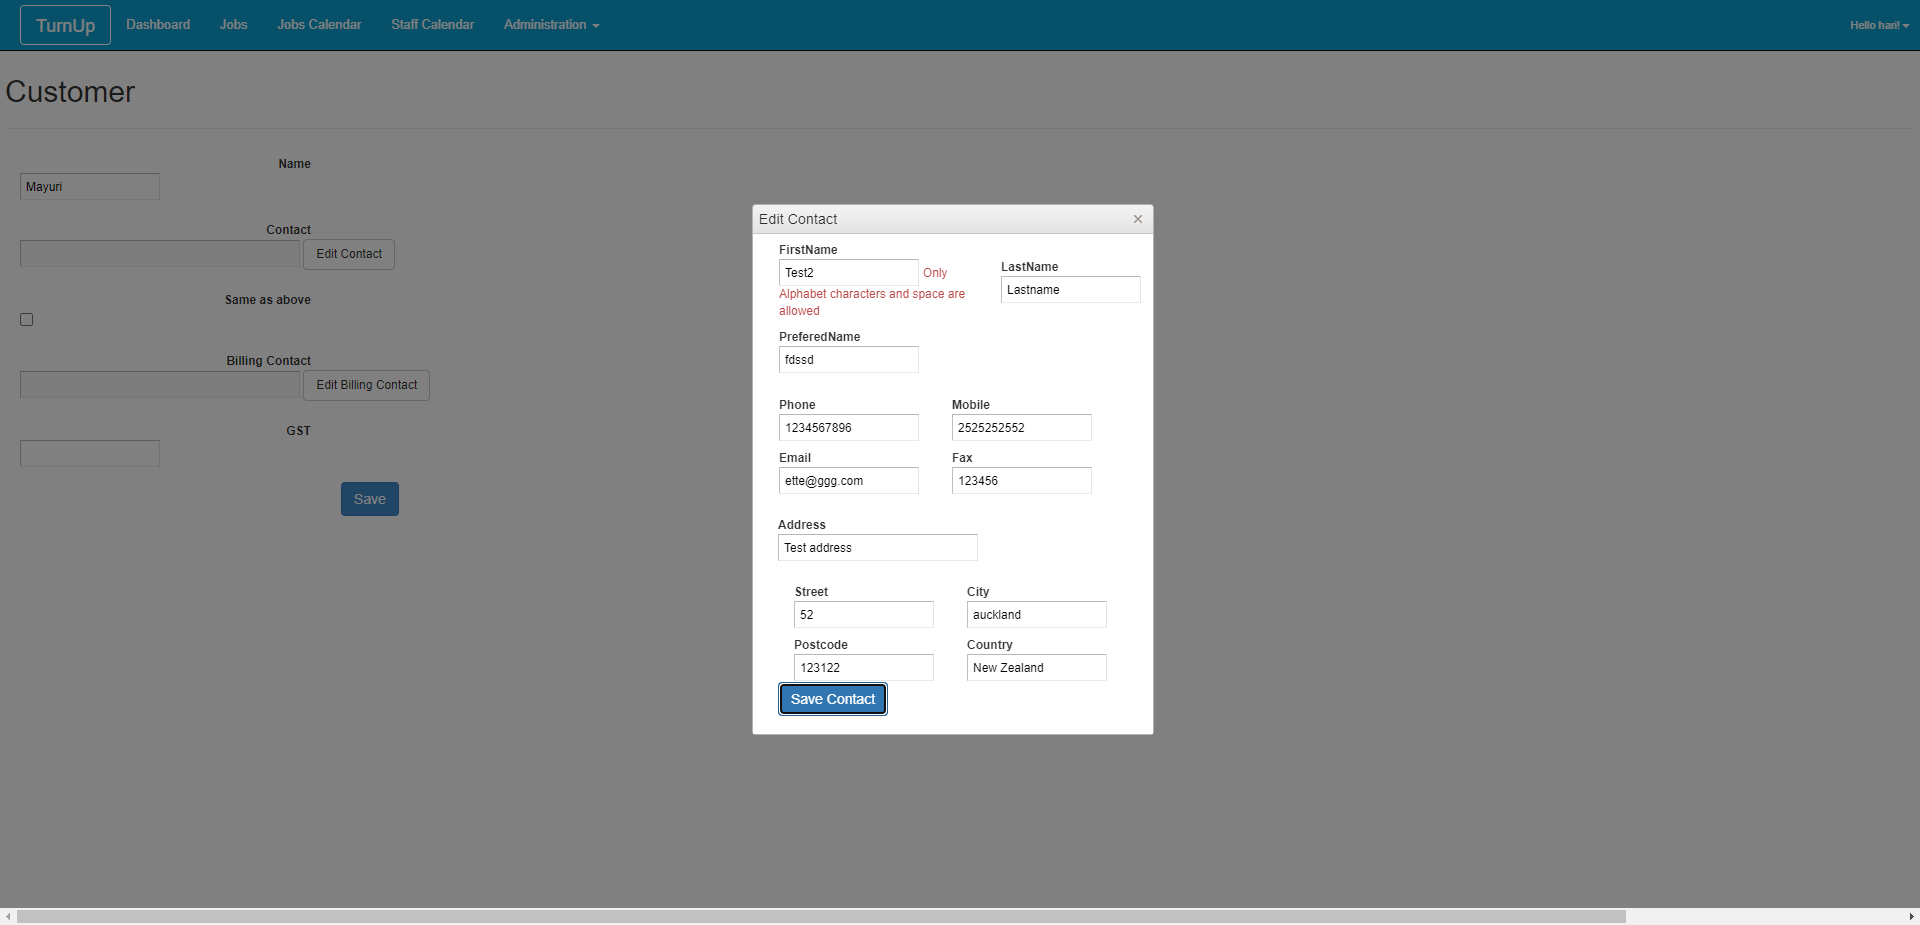 TurnUp Dashboard Jobs Jobs Calendar Staff Calendar Administration Hello hari!
Customer
Name
Mayuri
Contact
Edit Contact
Same as above
Billing Contact
Edit Billing Contact
GST
Save
Edit Contact ×
FirstName
Test2 Only
Alphabet characters and space are
allowed
LastName
Lastname
PreferedName
fdssd
Phone Mobile
1234567896 2525252552
Email Fax
ette@ggg.com 123456
Address
Test address
Street City
52 auckland
Postcode Country
123122 New Zealand
Save Contact